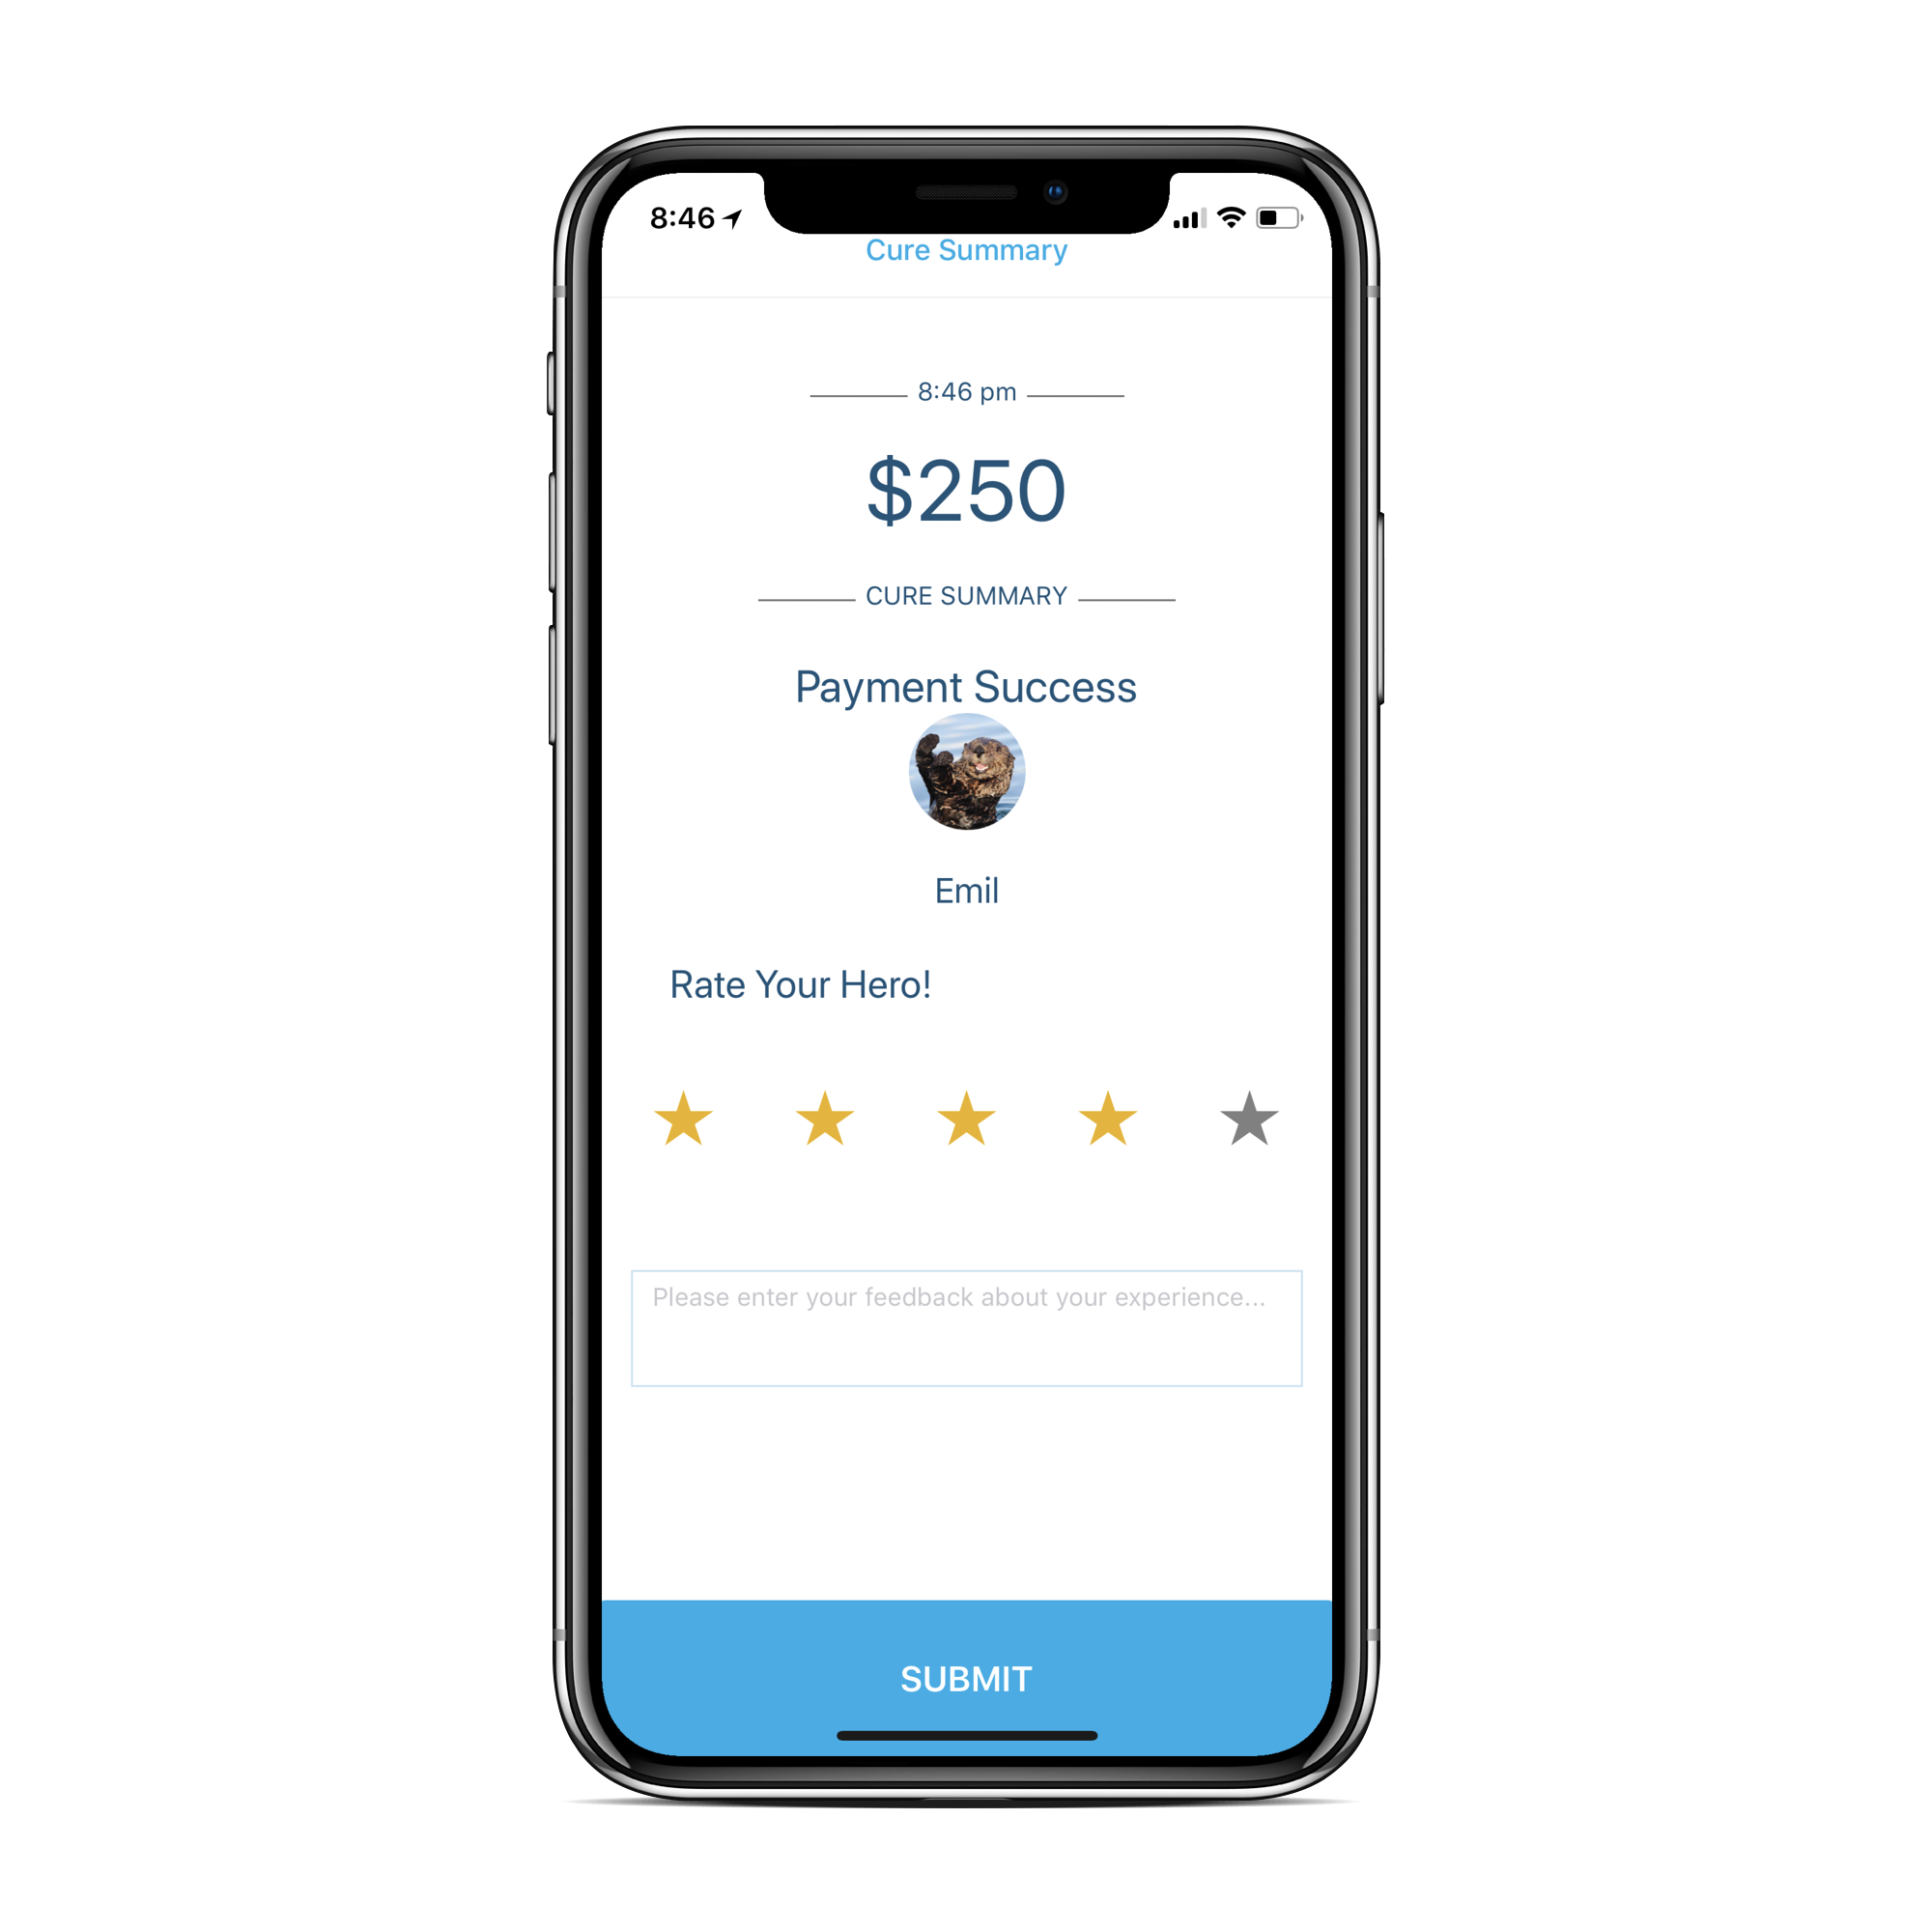 8:46
Cure Summary
8:46 pm
$250
CURE SUMMARY
Payment Success
Emil
Rate Your Hero!
Please enter your feedback about your experience...
SUBMIT